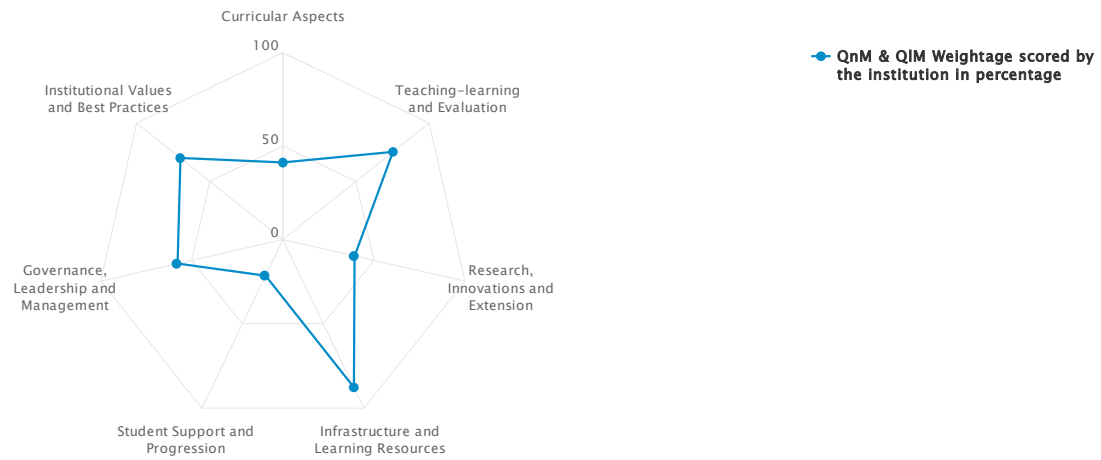 Curricular Aspects
100
50
0
Teaching-learning
and Evaluation
Research,
Innovations and
Extension
Infrastructure and
Learning Resources
Student Support and
Progression
Governance,
Leadership and
Management
Institutional Values
and Best Practices
QnM & QlM Weightage scored by
the institution in percentage